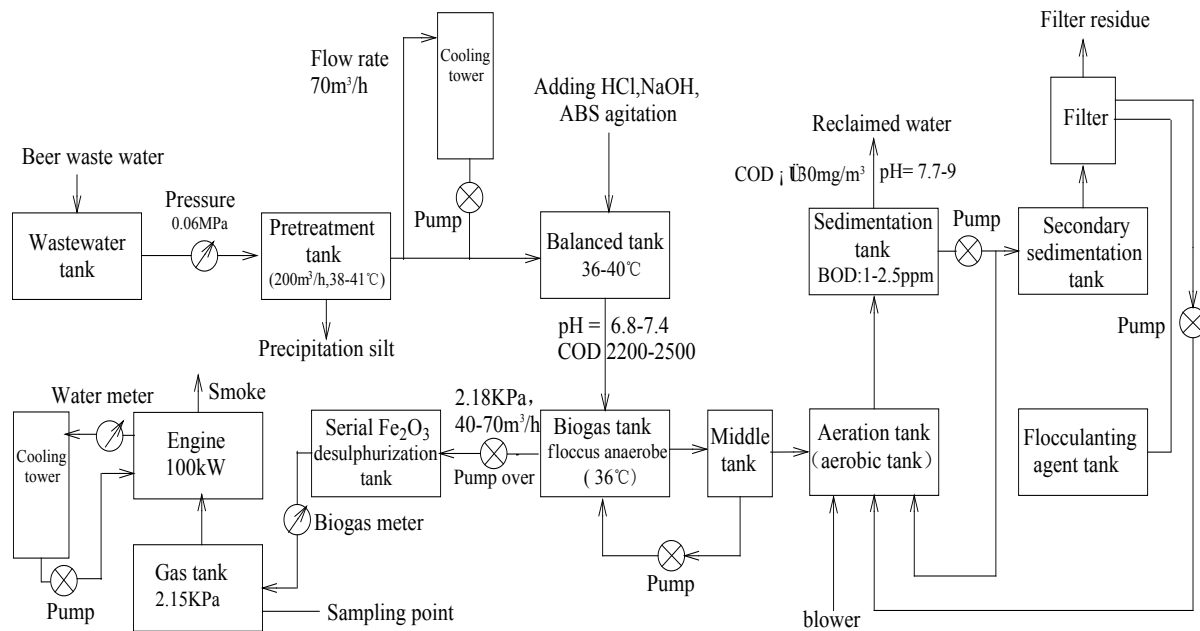 Beer waste water
Wastewater
tank
Pressure
0.06MPa
Pretreatment
tank
(200m³/h,38-41℃)
Precipitation silt
Flow rate
70m³/h
Cooling
tower
Pump
Adding HCl,NaOH,
ABS agitation
Balanced tank
36-40℃
pH = 6.8-7.4
COD 2200-2500
Reclaimed water
COD ¡Ü30mg/m³ pH= 7.7-9
Sedimentation
tank
BOD:1-2.5ppm
Pump
Secondary
sedimentation
tank
Filter
Filter residue
Pump
Flocculanting
agent tank
Aeration tank
(aerobic tank)
blower
Middle
tank
Pump
Biogas tank
floccus anaerobe
( 36℃)
2.18KPa,
40-70m³/h
Pump over
Serial Fe₂O₃
desulphurization
tank
Biogas meter
Gas tank
2.15KPa
Sampling point
Engine
100kW
Smoke
Water meter
Cooling
tower
Pump